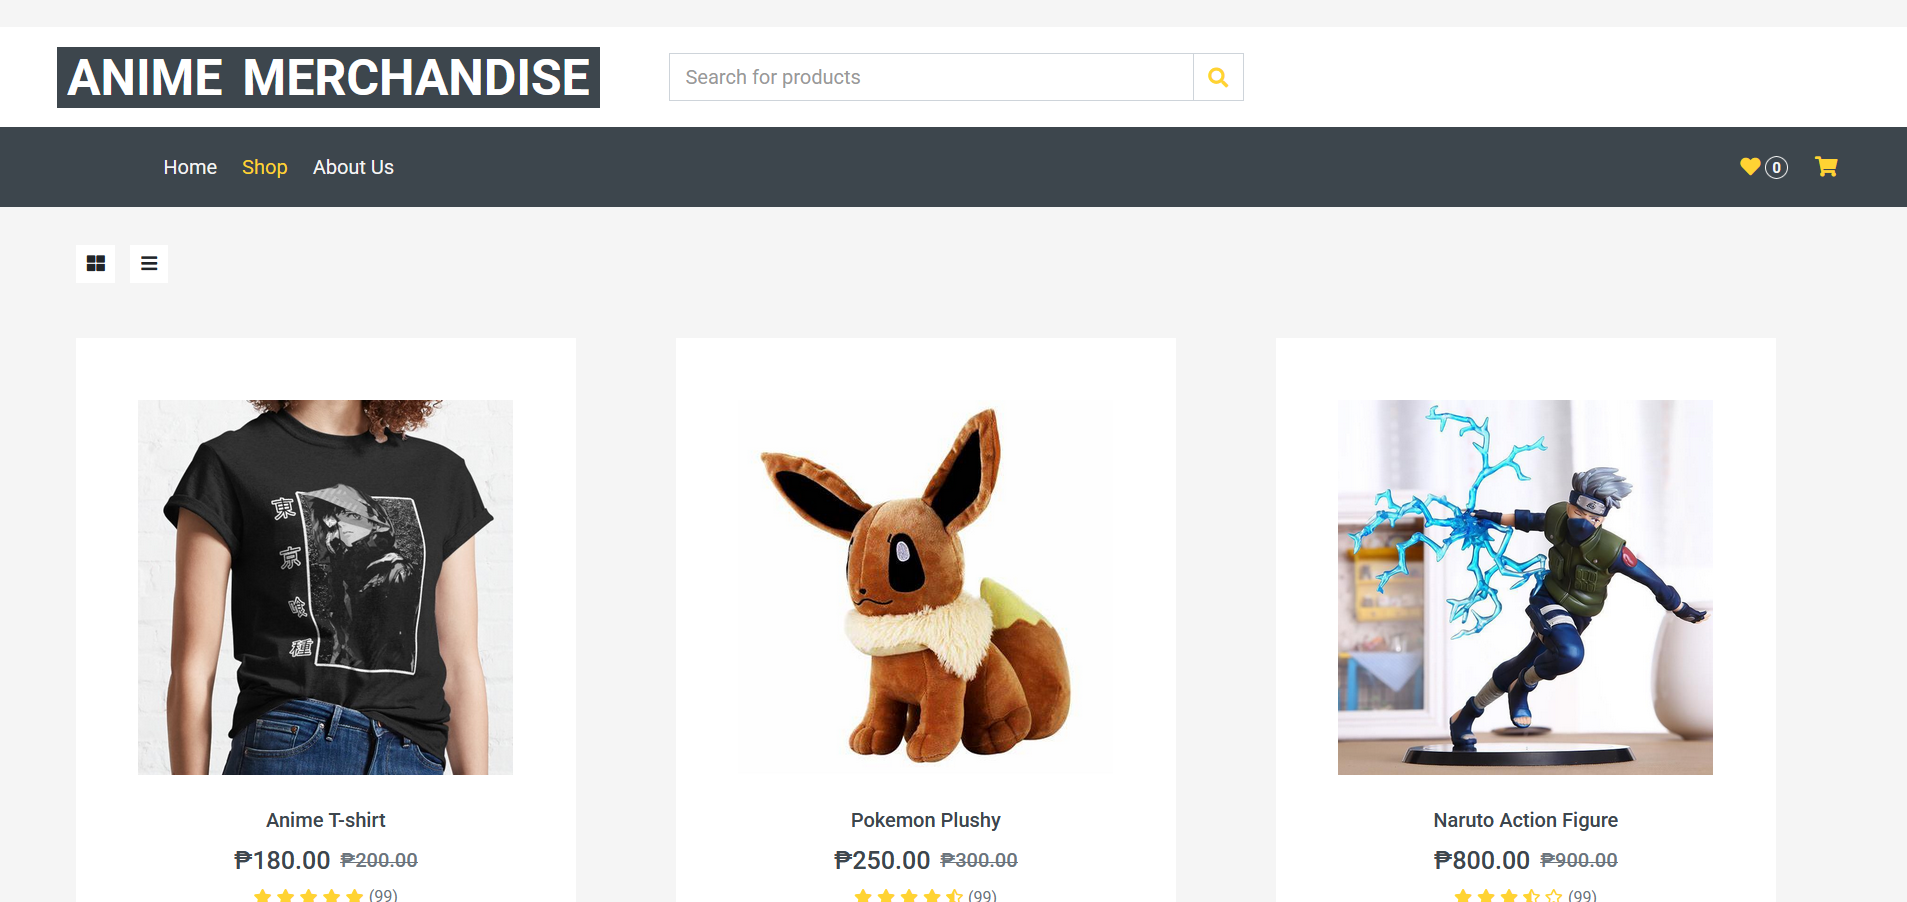 ANIME MERCHANDISE
Search for products
Home Shop About Us
0
東
京
喰
種
Anime T-shirt
₱180.00 ₱200.00
(99)
Pokemon Plushy
₱250.00 ₱300.00
(99)
Naruto Action Figure
₱800.00 ₱900.00
(99)